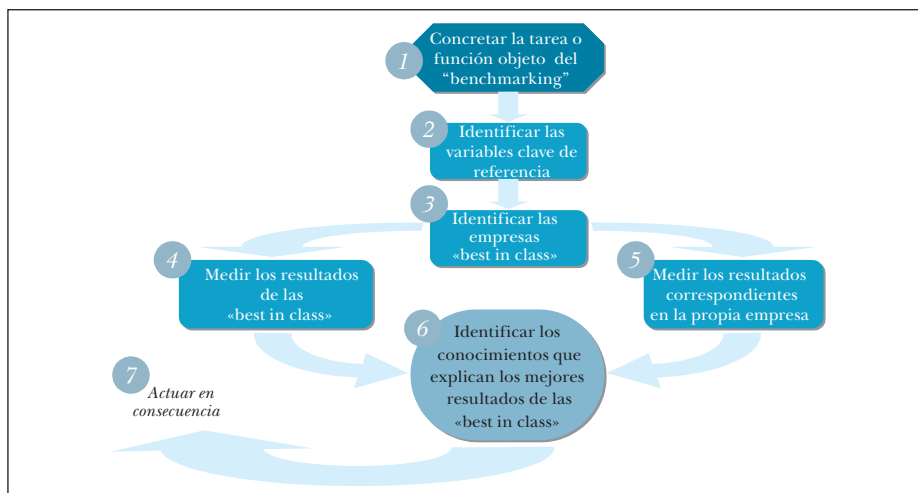 1
Concretar la tarea o
función objeto del
“benchmarking”
2
Identificar las
variables clave de
referencia
3
Identificar las
empresas
«best in class»
4
Medir los resultados
de las
«best in class»
5
Medir los resultados
correspondientes
en la propia empresa
6
Identificar los
conocimientos que
explican los mejores
resultados de las
«best in class»
7
Actuar en
consecuencia